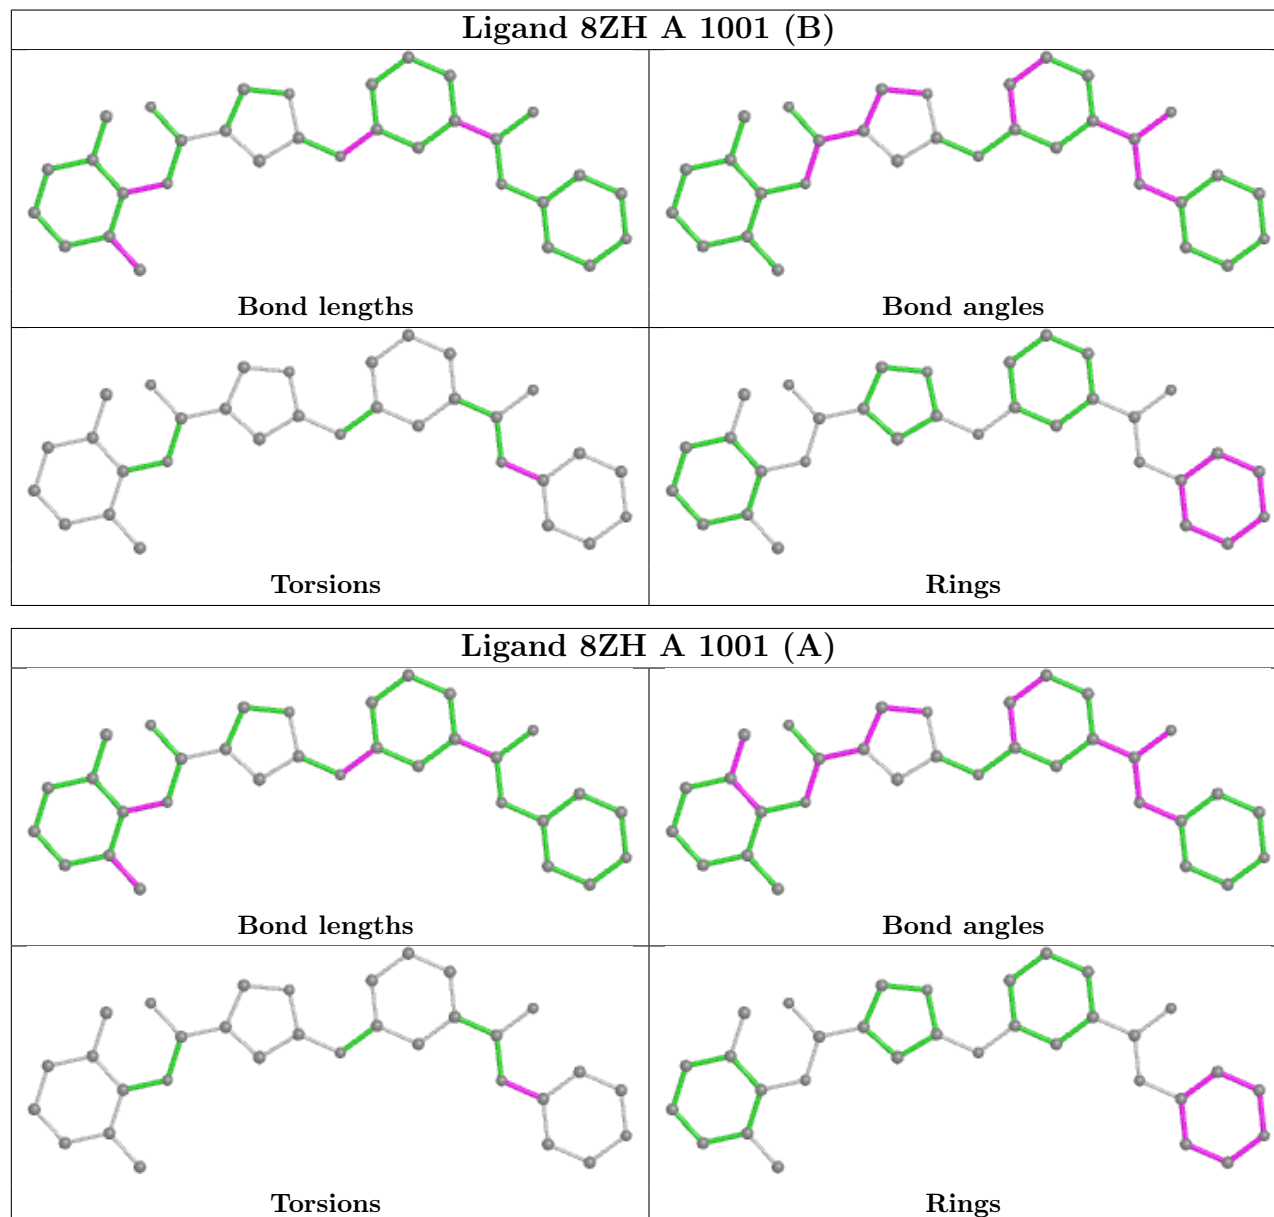 Ligand 8ZH A 1001 (B)
Bond lengths
Bond angles
Torsions
Rings
Ligand 8ZH A 1001 (A)
Bond lengths
Bond angles
Torsions
Rings